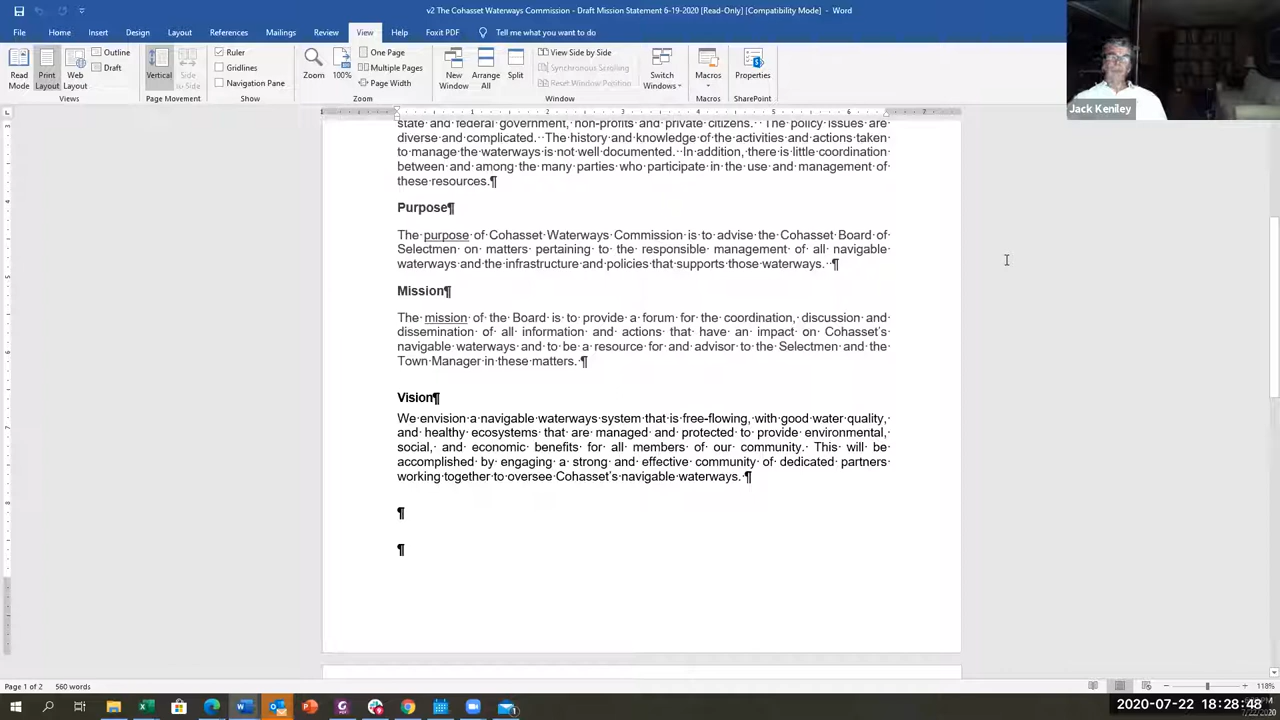 v2 The Cohasset Waterways Commission - Draft Mission Statement 6-19-2020 [Read-Only] [Compatibility Mode] - Word
File Home Insert Design Layout References Mailings Review View Help Foxit PDF Tell me what you want to do
Read Mode
Print Layout
Web Layout
Outline
Draft
Views
Vertical
Side to Side
Page Movement
Ruler
Gridlines
Navigation Pane
Show
Zoom
100%
One Page
Multiple Pages
Page Width
Zoom
New Window
Arrange All
Split
View Side by Side
Synchronous Scrolling
Reset Window Position
Window
Switch Windows
Macros
Macros
Properties
SharePoint
Jack Keniley
state and federal government, non-profits and private citizens. The policy issues are
diverse and complicated. The history and knowledge of the activities and actions taken
to manage the waterways is not well documented. In addition, there is little coordination
between and among the many parties who participate in the use and management of
these resources.¶
Purpose¶
The purpose of Cohasset Waterways Commission is to advise the Cohasset Board of
Selectmen on matters pertaining to the responsible management of all navigable
waterways and the infrastructure and policies that supports those waterways. ¶
Mission¶
The mission of the Board is to provide a forum for the coordination, discussion and
dissemination of all information and actions that have an impact on Cohasset's
navigable waterways and to be a resource for and advisor to the Selectmen and the
Town Manager in these matters. ¶
Vision¶
We envision a navigable waterways system that is free-flowing, with good water quality,
and healthy ecosystems that are managed and protected to provide environmental,
social, and economic benefits for all members of our community. This will be
accomplished by engaging a strong and effective community of dedicated partners
working together to oversee Cohasset's navigable waterways. ¶
¶
¶
Page 1 of 2 560 words
118%
2020-07-22 18:28:48